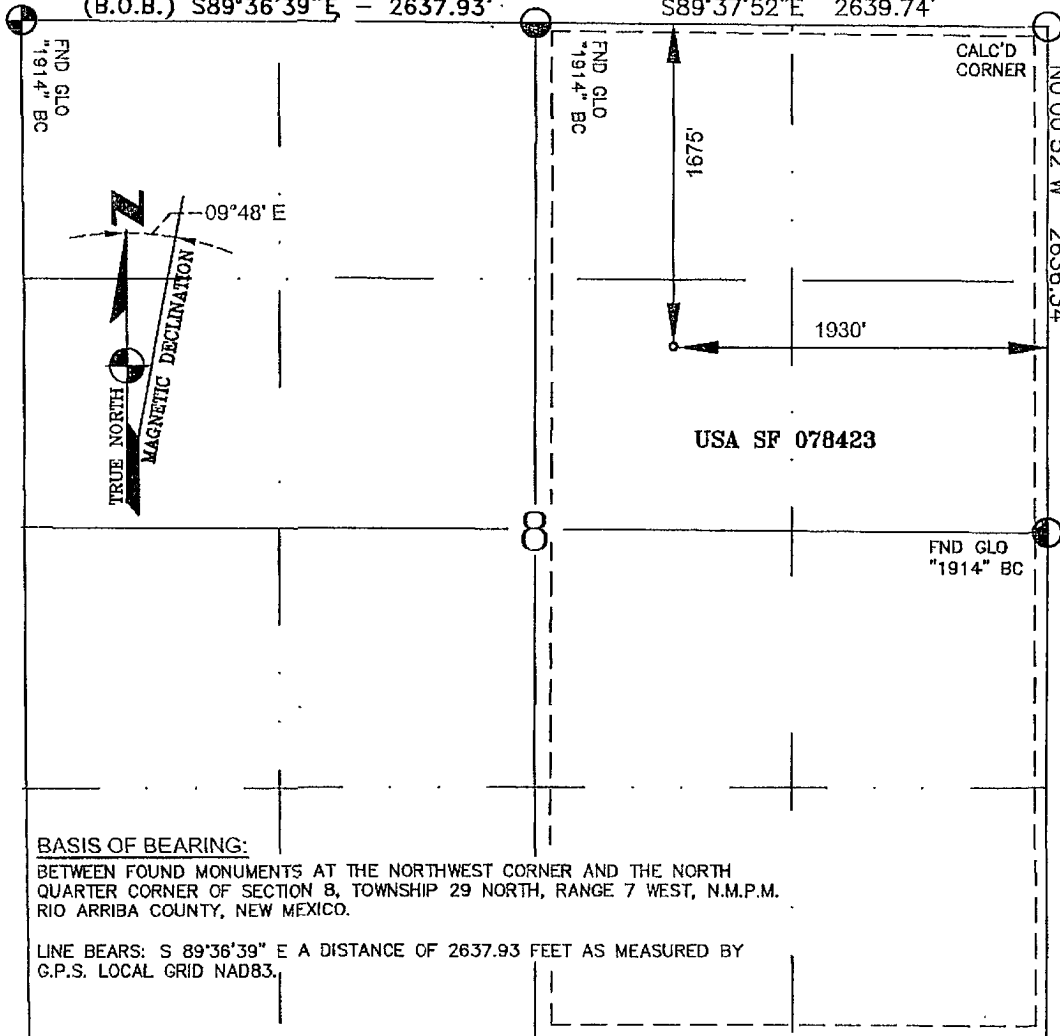 (B.O.B.) S89°36'39"E - 2637.93'
S89°37'52"E 2639.74'
FND GLO
"1914" BC
FND GLO
"1914" BC
CALC'D
CORNER
2638.34
1675'
09°48' E
N
TRUE NORTH
MAGNETIC DECLINATION
1930'
USA SF 078423
8
FND GLO
"1914" BC
BASIS OF BEARING:
BETWEEN FOUND MONUMENTS AT THE NORTHWEST CORNER AND THE NORTH
QUARTER CORNER OF SECTION 8, TOWNSHIP 29 NORTH, RANGE 7 WEST, N.M.P.M.
RIO ARRIBA COUNTY, NEW MEXICO.
LINE BEARS: S 89°36'39" E A DISTANCE OF 2637.93 FEET AS MEASURED BY
G.P.S. LOCAL GRID NAD83.